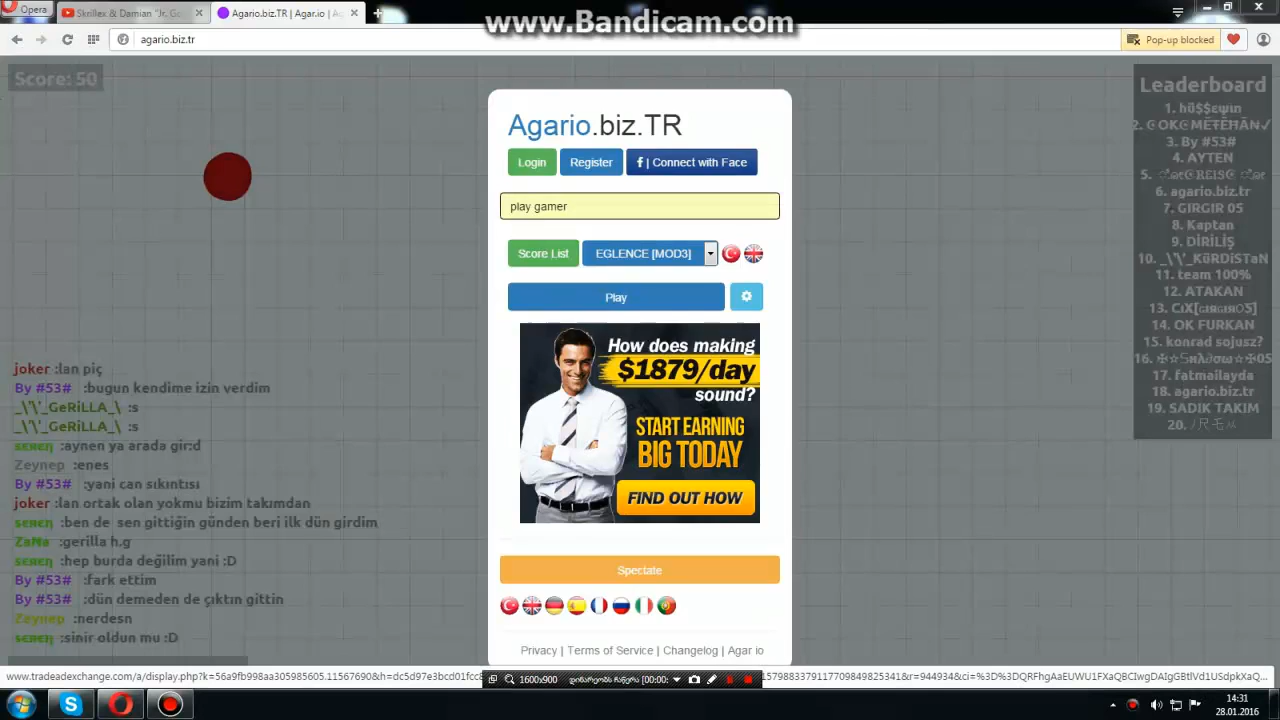 Opera
Skrillex & Damian "Jr. Go
Agario.biz.TR | Agar.io | A
www.Bandicam.com
agario.biz.tr
Pop-up blocked
Score: 50
Agario.biz.TR
Login
Register
f | Connect with Face
play gamer
Score List
EGLENCE [MOD3]
Play
How does making
$1879/day
sound?
START EARNING
BIG TODAY
FIND OUT HOW
Spectate
Privacy | Terms of Service | Changelog | Agar io
joker :lan piç
By #53# :bugun kendime izin verdim
_\'\'_GeRiLLA_\ :s
_\'\'_GeRiLLA_\ :s
:aynen ya arada gir:d
Zeynep :enes
By #53# :yani can sıkıntısı
joker :lan ortak olan yokmu bizim takımdan
:ben de sen gittiğin günden beri ilk dün girdim
ZaNa :gerilla h.g
:hep burda değilim yani :D
By #53# :fark ettim
By #53# :dün demeden de çıktın gittin
Zeynep :nerdesn
:sinir oldun mu :D
Leaderboard
1. hü$$εψιn
3. By #53#
4. AYTEN
6. agario.biz.tr
7. GIRGIR 05
8. Kaptan
9. DİRİLİŞ
10. _\'\'_KüRDiSTaN
11. team 100%
12. ATAKAN
14. OK FURKAN
15. konrad sojusz?
17. fatmailayda
18. agario.biz.tr
19. SADIK TAKIM
20.
1600x900
14:31
28.01.2016